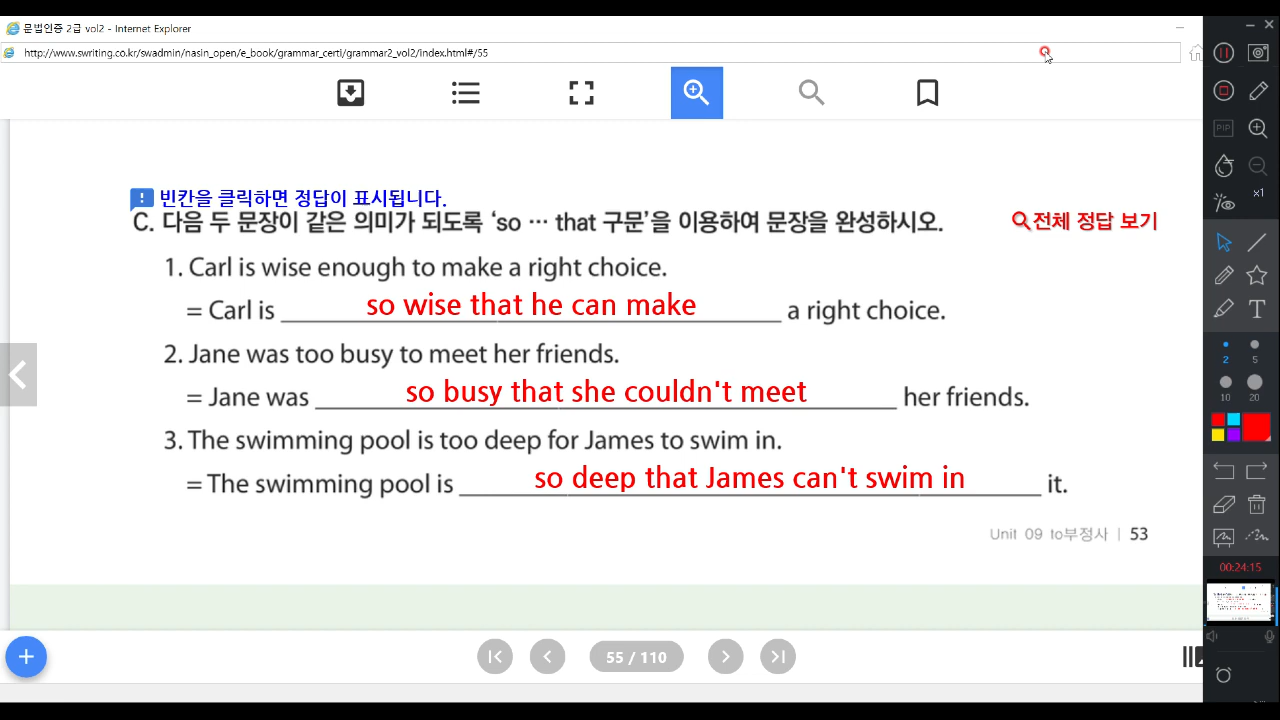 문법인증 2급 vol2 - Internet Explorer
http://www.swriting.co.kr/swadmin/nasin_open/e_book/grammar_certi/grammar2_vol2/index.html#/55
빈칸을 클릭하면 정답이 표시됩니다.
C. 다음 두 문장이 같은 의미가 되도록 ‘so … that 구문’을 이용하여 문장을 완성하시오.
전체 정답 보기
1. Carl is wise enough to make a right choice.
= Carl is so wise that he can make a right choice.
2. Jane was too busy to meet her friends.
= Jane was so busy that she couldn't meet her friends.
3. The swimming pool is too deep for James to swim in.
= The swimming pool is so deep that James can't swim in it.
Unit 09 to부정사 | 53
55 / 110
PIP
x1
T
2 5
10 20
00:24:15